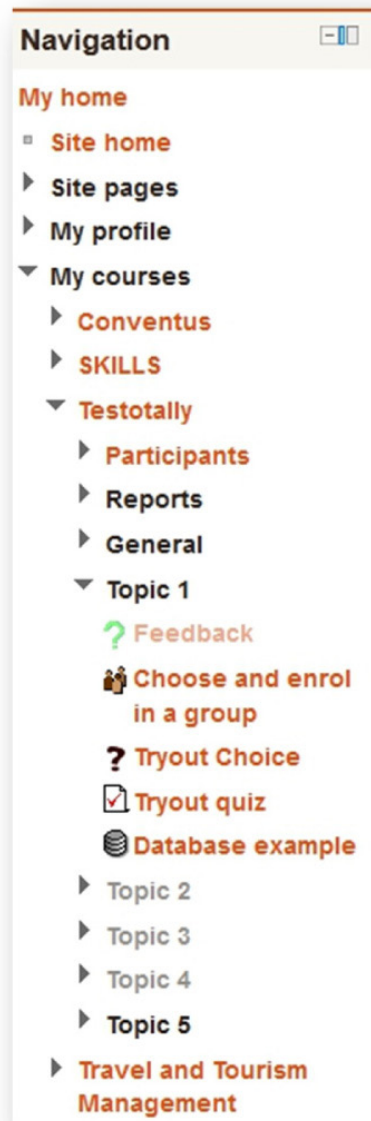 Navigation
My home
Site home
Site pages
My profile
My courses
Conventus
SKILLS
Testotally
Participants
Reports
General
Topic 1
Feedback
Choose and enrol
in a group
Tryout Choice
Tryout quiz
Database example
Topic 2
Topic 3
Topic 4
Topic 5
Travel and Tourism
Management